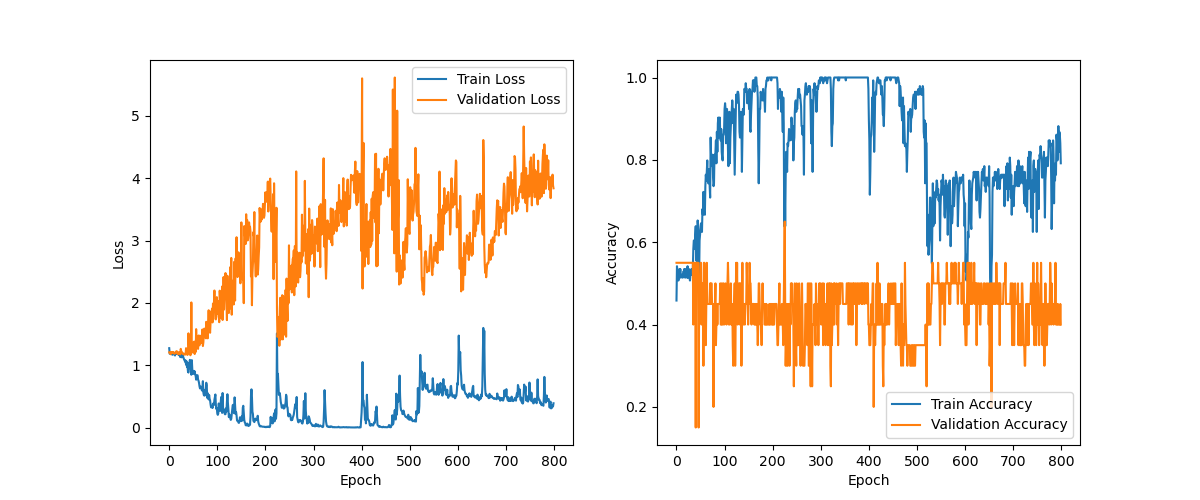 Train Loss
Validation Loss
5
4
3
2
1
0
Loss
0 100 200 300 400 500 600 700 800
Epoch
1.0
0.8
0.6
0.4
0.2
Accuracy
Train Accuracy
Validation Accuracy
0 100 200 300 400 500 600 700 800
Epoch